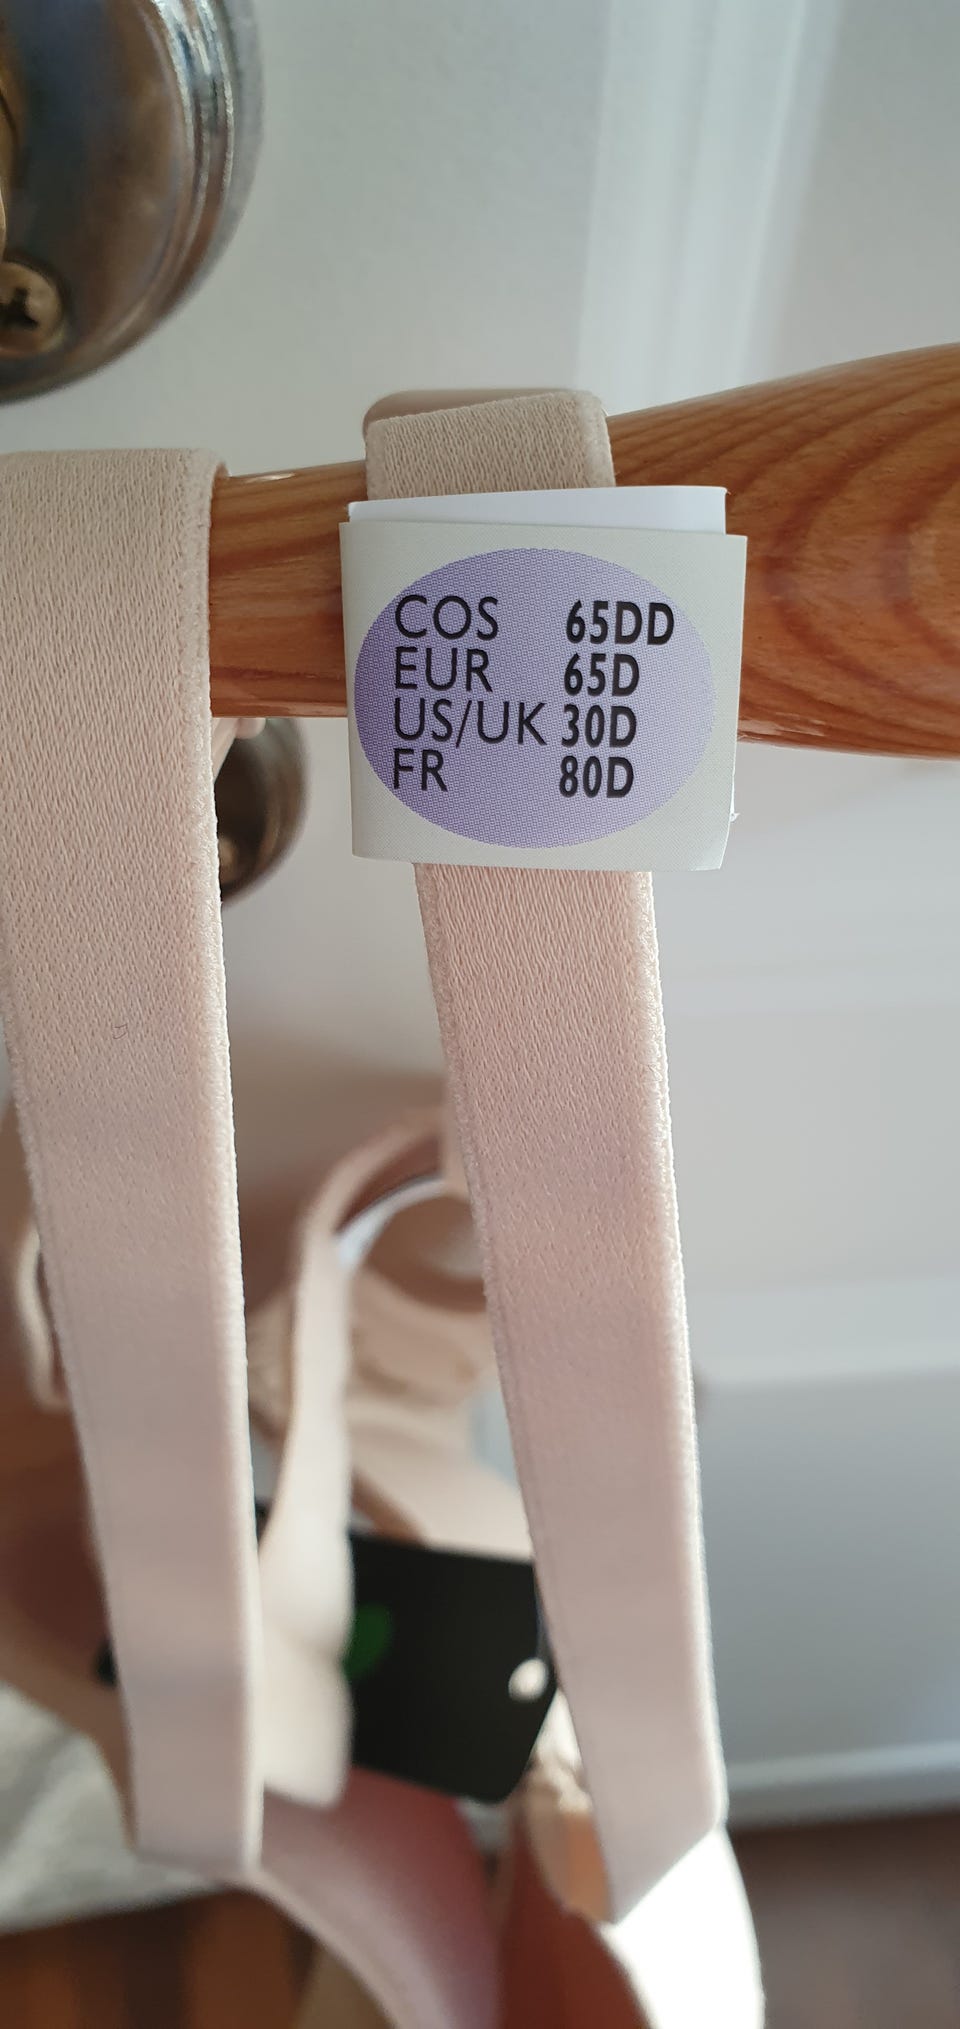 COS 65DD
EUR 65D
US/UK 30D
FR 80D